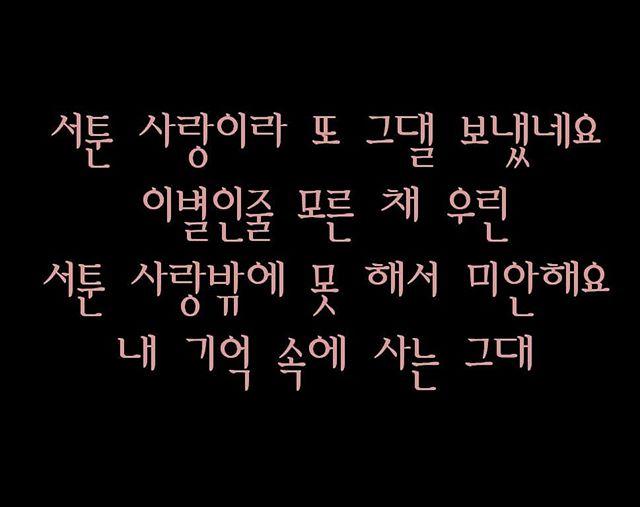 서툰 사랑이라 또 그댈 보냈네요
이별인줄 모른 채 우린
서툰 사랑밖에 못 해서 미안해요
내 기억 속에 사는 그대